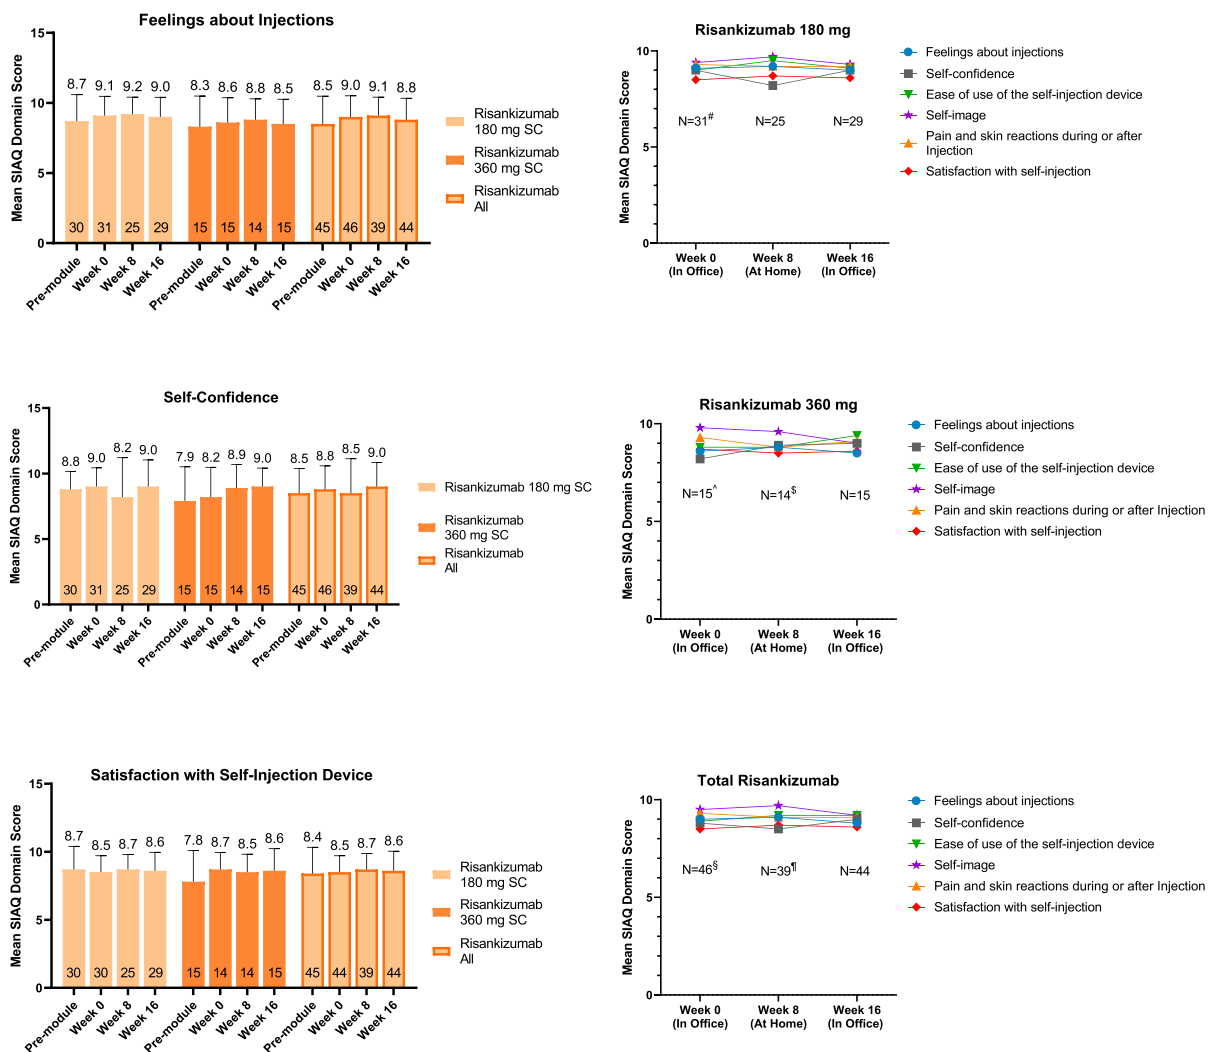 Feelings about Injections
Mean SIAQ Domain Score
15
10
5
0
8.7 9.1 9.2 9.0 8.3 8.6 8.8 8.5 8.5 9.0 9.1 8.8
30 31 25 29 15 15 14 15 45 46 39 44
Pre-module Week 0 Week 8 Week 16 Pre-module Week 0 Week 8 Week 16 Pre-module Week 0 Week 8 Week 16
Risankizumab
180 mg SC
Risankizumab
360 mg SC
Risankizumab
All
Risankizumab 180 mg
Mean SIAQ Domain Score
10
5
0
N=31# N=25 N=29
Week 0 Week 8 Week 16
(In Office) (At Home) (In Office)
Feelings about injections
Self-confidence
Ease of use of the self-injection device
Self-image
Pain and skin reactions during or after
Injection
Satisfaction with self-injection
Self-Confidence
Mean SIAQ Domain Score
15
10
5
0
8.8 9.0 8.2 9.0 7.9 8.2 8.9 9.0 8.5 8.8 8.5 9.0
30 31 25 29 15 15 14 15 45 46 39 44
Pre-module Week 0 Week 8 Week 16 Pre-module Week 0 Week 8 Week 16 Pre-module Week 0 Week 8 Week 16
Risankizumab 180 mg SC
Risankizumab
360 mg SC
Risankizumab
All
Risankizumab 360 mg
Mean SIAQ Domain Score
10
5
0
N=15^ N=14$ N=15
Week 0 Week 8 Week 16
(In Office) (At Home) (In Office)
Feelings about injections
Self-confidence
Ease of use of the self-injection device
Self-image
Pain and skin reactions during or after Injection
Satisfaction with self-injection
Satisfaction with Self-Injection Device
Mean SIAQ Domain Score
15
10
5
0
8.7 8.5 8.7 8.6 7.8 8.7 8.5 8.6 8.4 8.5 8.7 8.6
30 30 25 29 15 14 14 15 45 44 39 44
Pre-module Week 0 Week 8 Week 16 Pre-module Week 0 Week 8 Week 16 Pre-module Week 0 Week 8 Week 16
Risankizumab
180 mg SC
Risankizumab
360 mg SC
Risankizumab
All
Total Risankizumab
Mean SIAQ Domain Score
10
5
0
N=46§ N=39¶ N=44
Week 0 Week 8 Week 16
(In Office) (At Home) (In Office)
Feelings about injections
Self-confidence
Ease of use of the self-injection device
Self-image
Pain and skin reactions during or after Injection
Satisfaction with self-injection